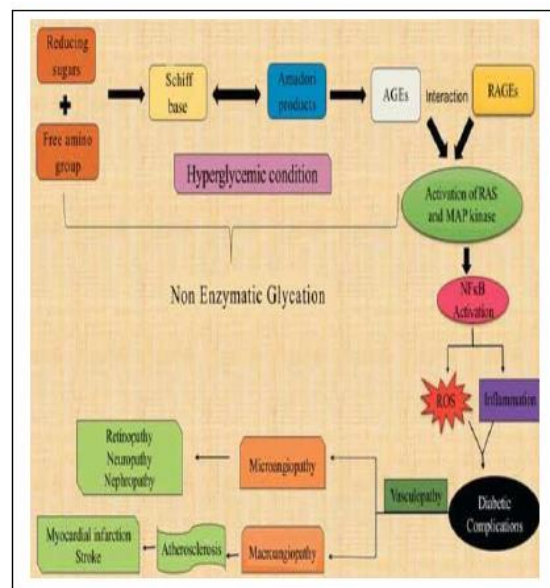 Reducing
sugars
+
Free amino
group
Schiff
base
Amadori
products
AGEs
Interaction
RAGEs
Hyperglycemic condition
Activation of RAS
and MAP kinase
Non Enzymatic Glycation
NFκB
Activation
ROS
Inflammation
Retinopathy
Neuropathy
Nephropathy
Microangiopathy
Vasculopathy
Diabetic
Complications
Myocardial infarction
Stroke
Atherosclerosis
Macroangiopathy